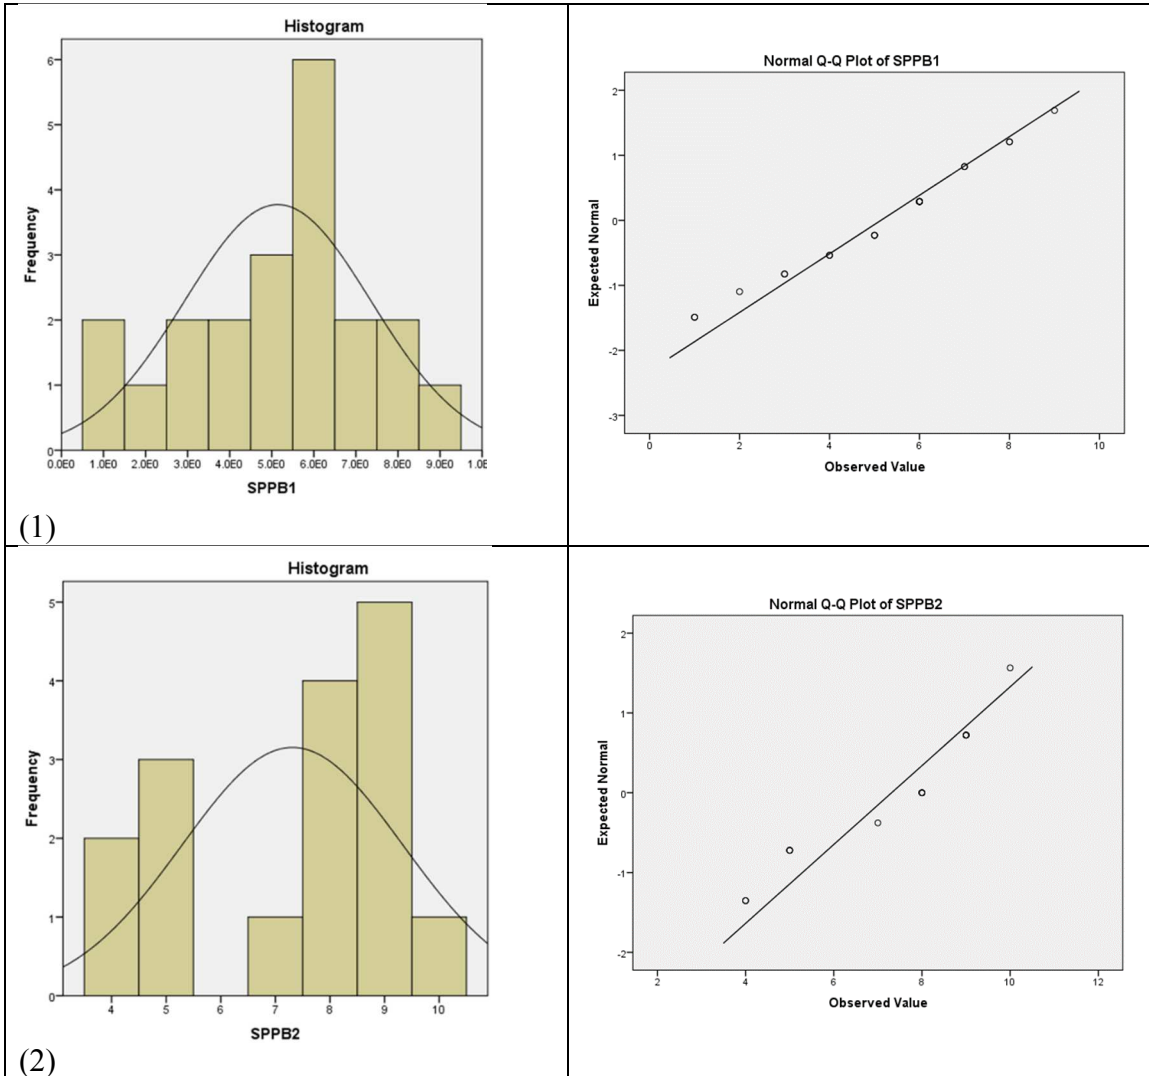 Histogram
6
5
4
3
2
1
0
Frequency
0.0E0 1.0E0 2.0E0 3.0E0 4.0E0 5.0E0 6.0E0 7.0E0 8.0E0 9.0E0 1.0E
SPPB1
(1)
Normal Q-Q Plot of SPPB1
2
1
0
-1
-2
-3
Expected Normal
0 2 4 6 8 10
Observed Value
Histogram
5
4
3
2
1
0
Frequency
4 5 6 7 8 9 10
SPPB2
(2)
Normal Q-Q Plot of SPPB2
2
1
0
-1
-2
Expected Normal
2 4 6 8 10 12
Observed Value